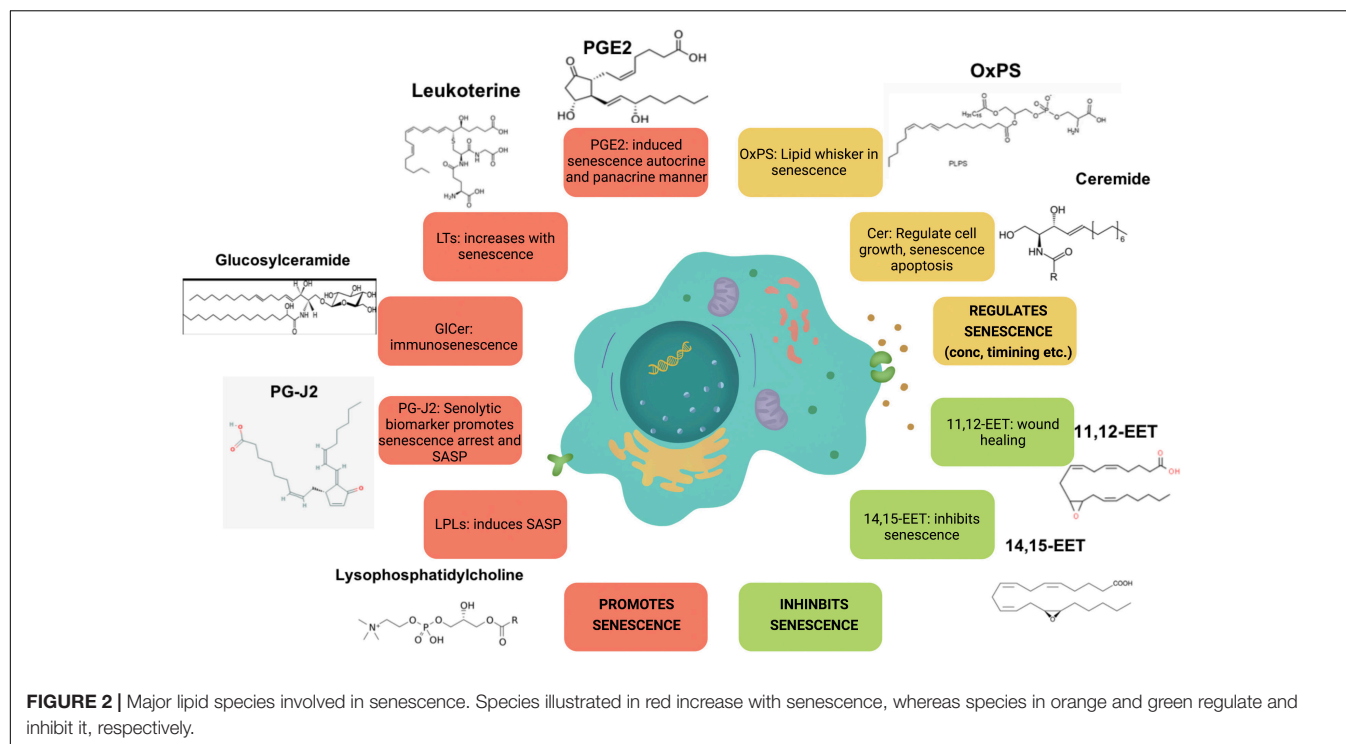 PGE2
OxPS
Leukoterine
PGE2: induced
senescence autocrine
and panacrine manner
OxPS: Lipid whisker in
senescence
PLPS
Ceremide
LTs: increases with
senescence
Cer: Regulate cell
growth, senescence
apoptosis
Glucosylceramide
GlCer:
immunosenescence
REGULATES
SENESCENCE
(conc, timining etc.)
PG-J2
PG-J2: Senolytic
biomarker promotes
senescence arrest and
SASP
11,12-EET: wound
healing
11,12-EET
LPLs: induces SASP
14,15-EET: inhibits
senescence
14,15-EET
Lysophosphatidylcholine
PROMOTES
SENESCENCE
INHINBITS
SENESCENCE
COOH
FIGURE 2 | Major lipid species involved in senescence. Species illustrated in red increase with senescence, whereas species in orange and green regulate and
inhibit it, respectively.